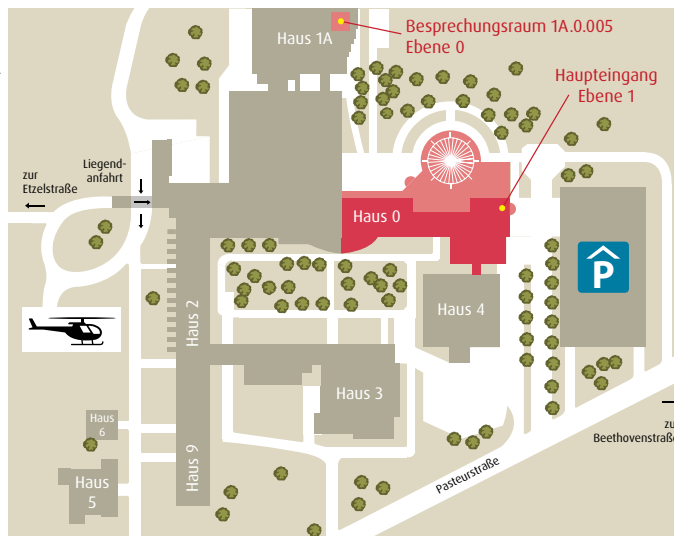 Haus 1A
Besprechungsraum 1A.0.005
Ebene 0
Haupteingang
Ebene 1
Liegend-
anfahrt
zur
Etzelstraße
Haus 0
P
Haus 2
Haus 4
Haus 3
Haus 6
Haus 9
Haus
5
Pasteurstraße
zu
Beethovenstraße